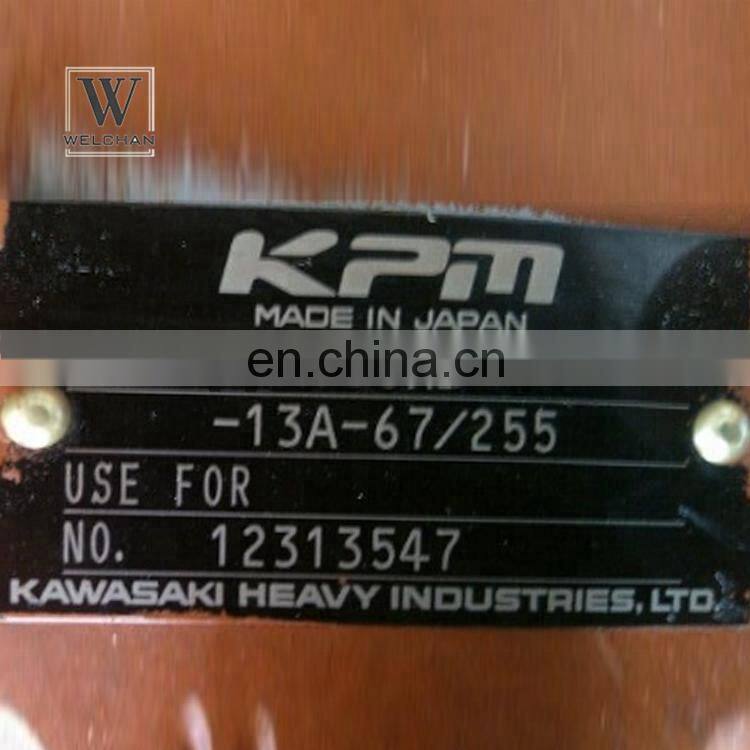 W
WELCHAN
KPM
MADE IN JAPAN
en.china.cn
-13A-67/255
USE FOR
NO. 12313547
KAWASAKI HEAVY INDUSTRIES, LTD.